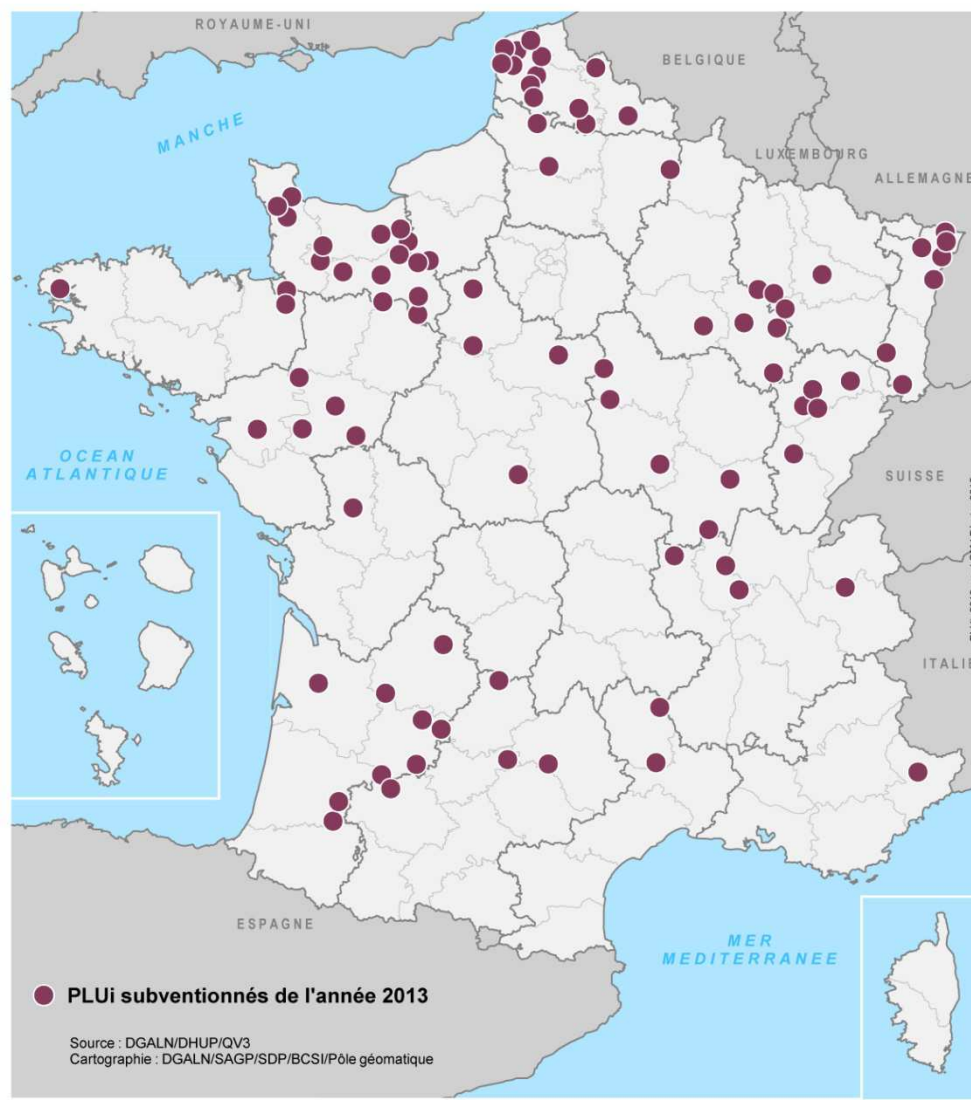 ROYAUME-UNI
BELGIQUE
MANCHE
LUXEMBOURG
ALLEMAGNE
OCEAN
ATLANTIQUE
SUISSE
ITALIE
ESPAGNE
MER
MEDITERRANEE
PLUi subventionnés de l'année 2013
Source : DGALN/DHUP/QV3
Cartographie : DGALN/SAGP/SDP/BCSI/Pôle géomatique